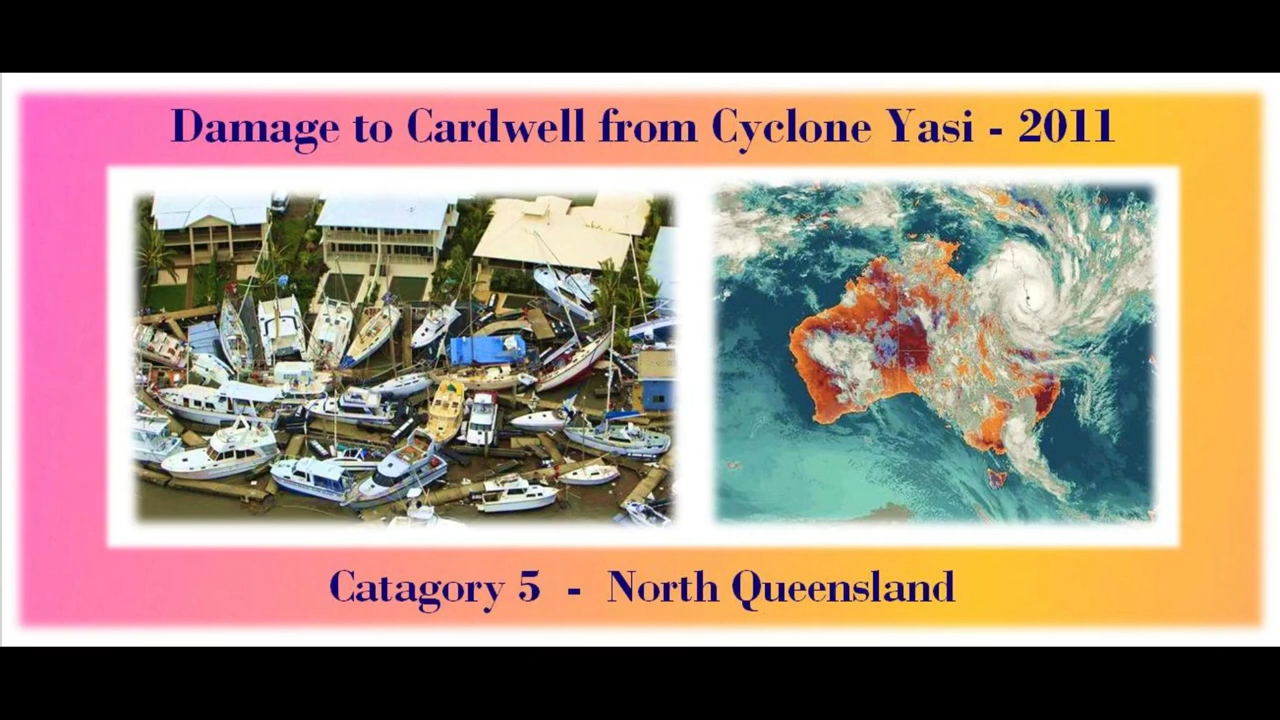 Damage to Cardwell from Cyclone Yasi - 2011
Catagory 5 - North Queensland